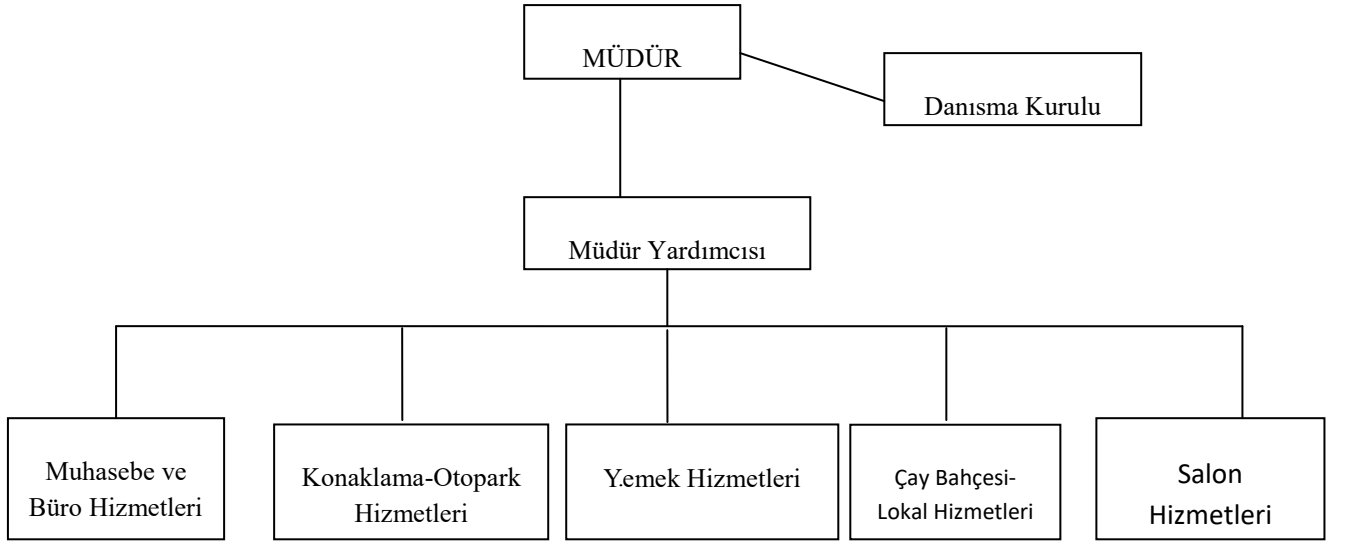 MÜDÜR
Danısma Kurulu
Müdür Yardımcısı
Muhasebe ve
Büro Hizmetleri
Konaklama-Otopark
Hizmetleri
Y.emek Hizmetleri
Çay Bahçesi-
Lokal Hizmetleri
Salon
Hizmetleri